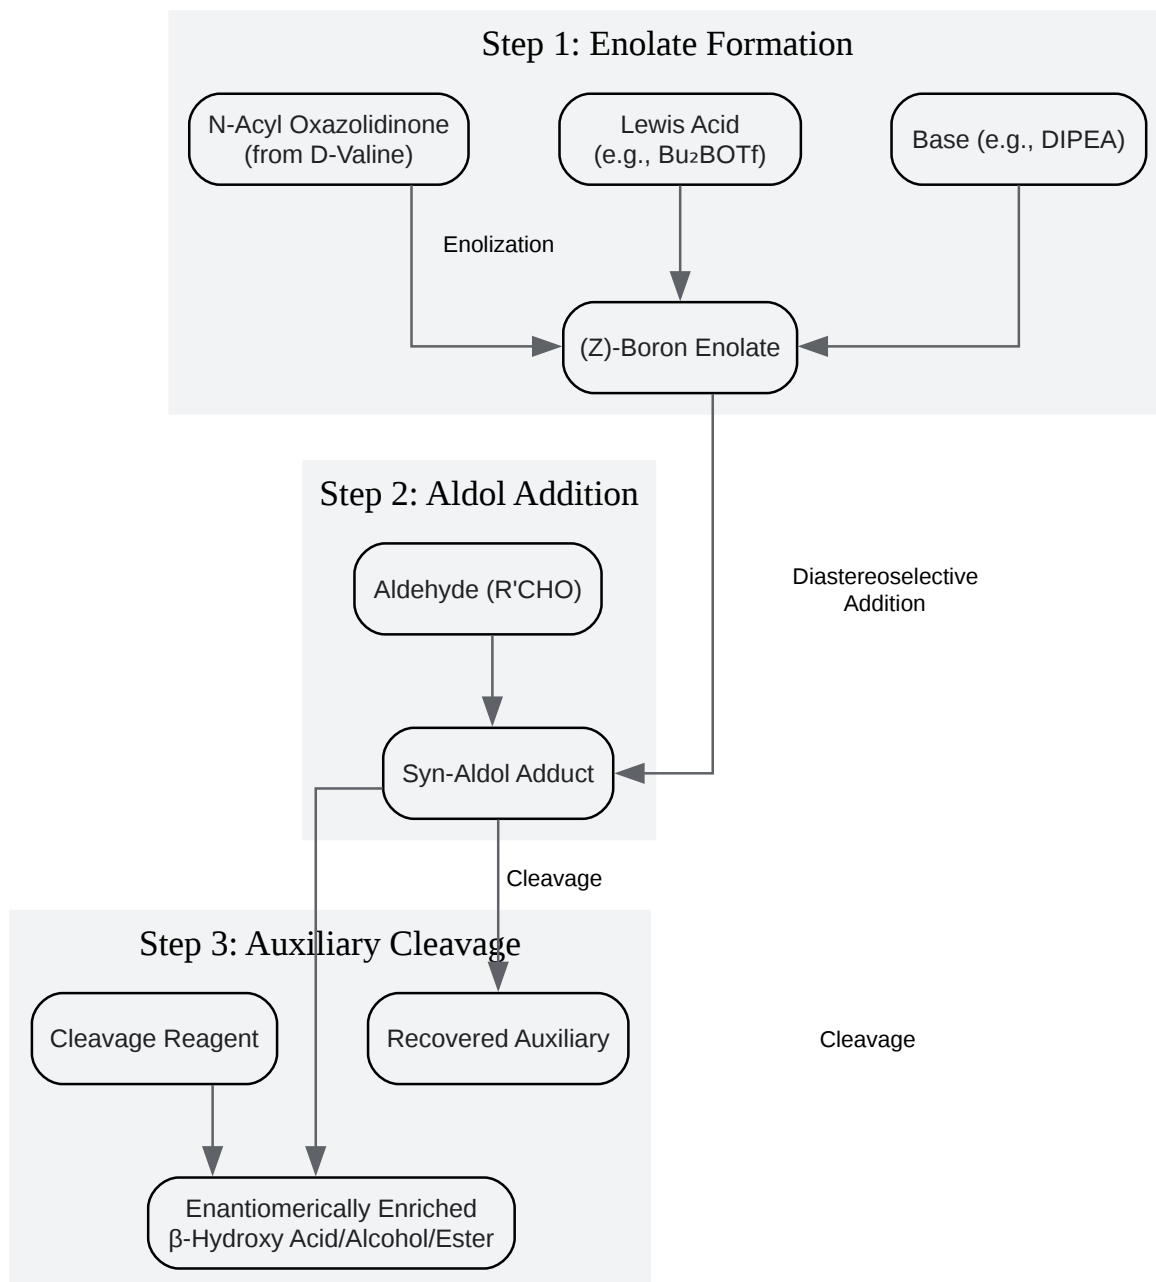 Step 1: Enolate Formation
N-Acyl Oxazolidinone
(from D-Valine)
Lewis Acid
(e.g., Bu₂BOTf)
Base (e.g., DIPEA)
Enolization
(Z)-Boron Enolate
Step 2: Aldol Addition
Aldehyde (R'CHO)
Diastereoselective
Addition
Syn-Aldol Adduct
Cleavage
Step 3: Auxiliary Cleavage
Cleavage Reagent
Recovered Auxiliary
Cleavage
Enantiomerically Enriched
β-Hydroxy Acid/Alcohol/Ester